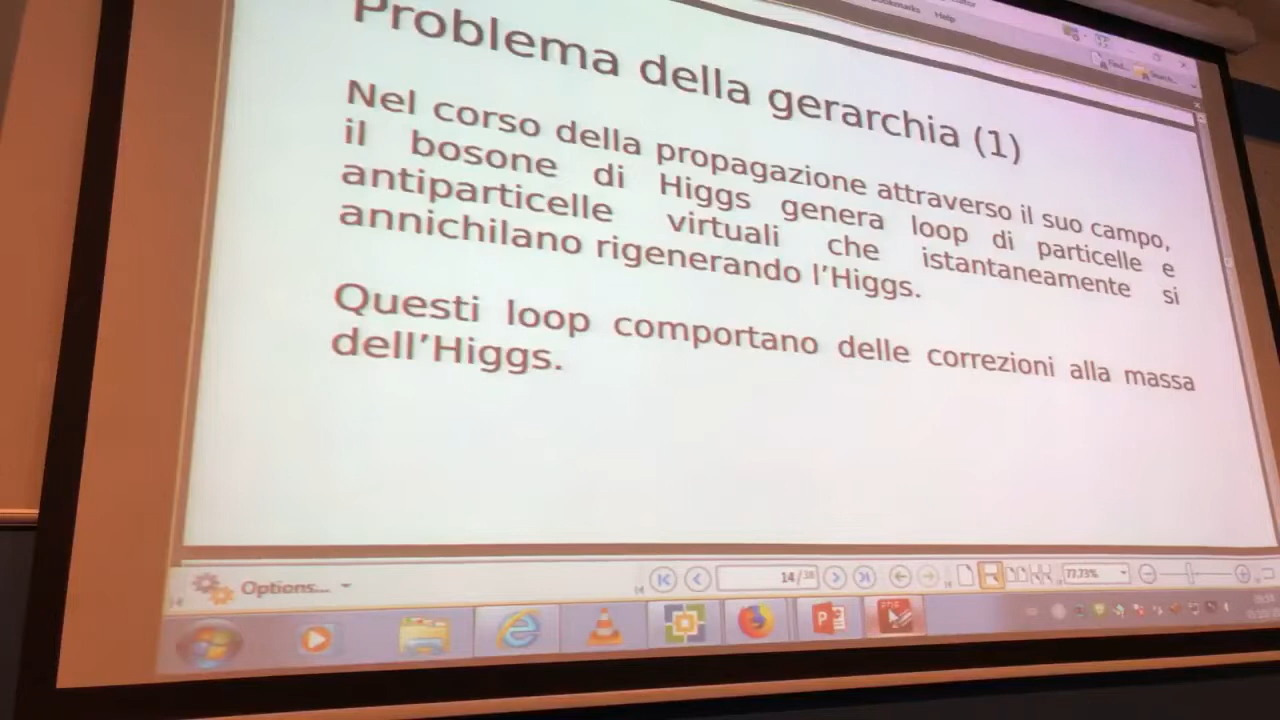 Help
Problema della gerarchia (1)
Nel corso della propagazione attraverso il suo campo,
il bosone di Higgs genera loop di particelle e
antiparticelle virtuali che istantaneamente si
annichilano rigenerando l’Higgs.
Questi loop comportano delle correzioni alla massa
dell’Higgs.
Options...
14/
77,73%